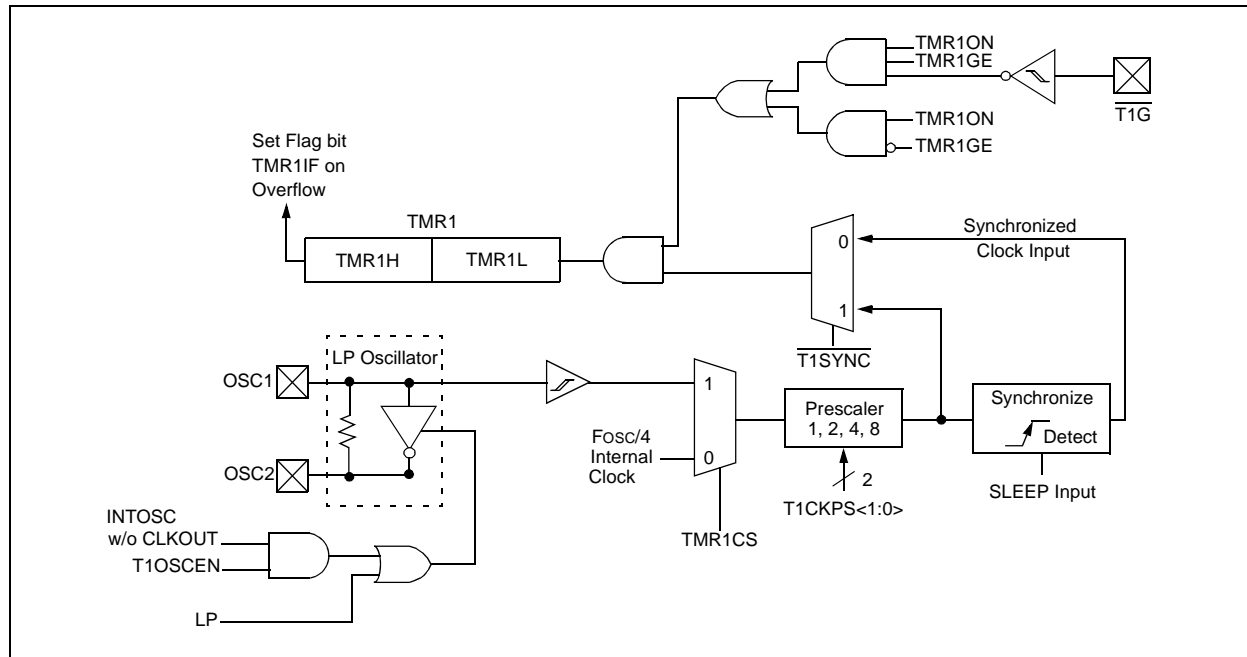 TMR1ON
TMR1GE
T1G
TMR1ON
TMR1GE
Set Flag bit
TMR1IF on
Overflow
TMR1
TMR1H
TMR1L
0
1
T1SYNC
Synchronized
Clock Input
LP Oscillator
OSC1
OSC2
1
0
FOSC/4
Internal
Clock
TMR1CS
Prescaler
1, 2, 4, 8
2
T1CKPS<1:0>
Synchronize
Detect
SLEEP Input
INTOSC
w/o CLKOUT
T1OSCEN
LP